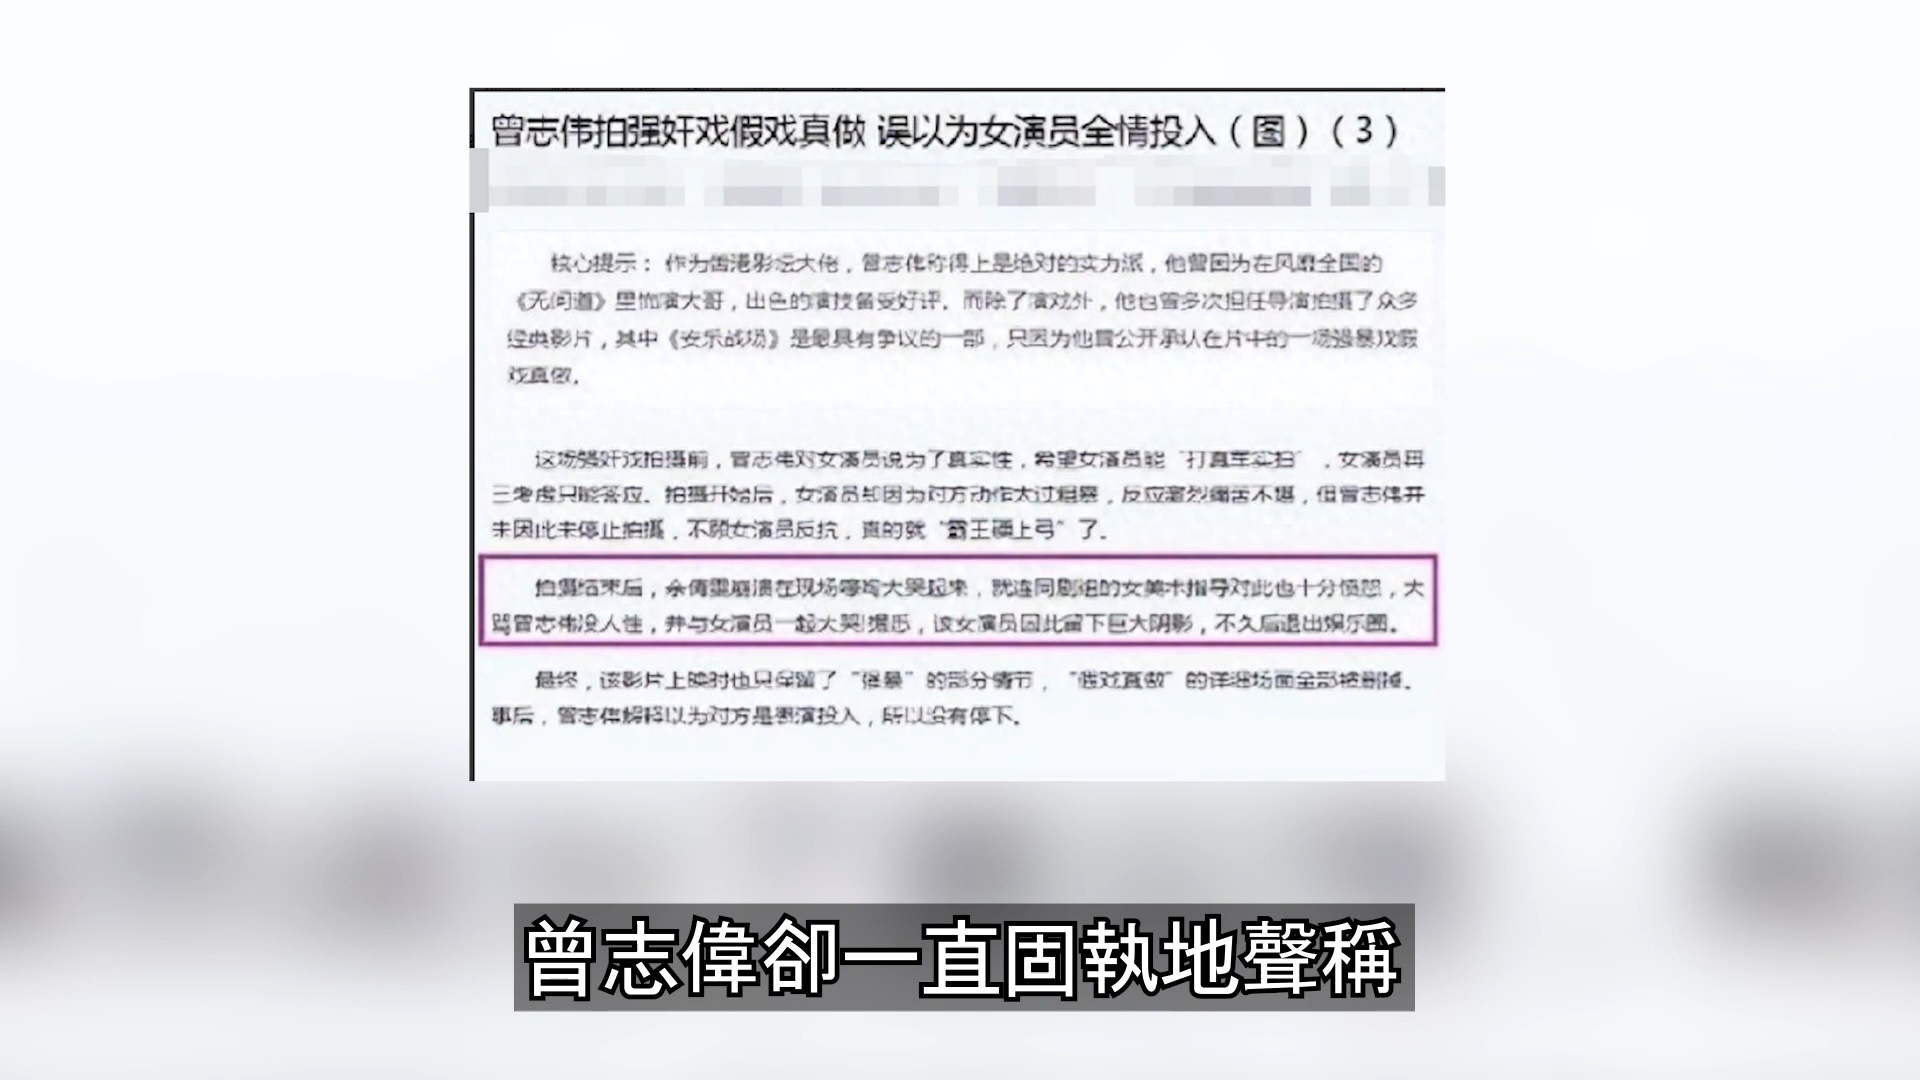 曾志伟拍强奸戏假戏真做 误以为女演员全情投入（图）（3）
核心提示：作为香港影坛大佬，曾志伟称得上是绝对的实力派，他曾因为在风靡全国的
《无间道》里饰演大哥，出色的演技备受好评。而除了演戏外，他也曾多次担任导演拍摄了众多
经典影片，其中《安乐战场》是最具有争议的一部，只因为他曾公开承认在片中的一场强暴戏假
戏真做。
这场强奸戏拍摄前，曾志伟对女演员说为了真实性，希望女演员能“打真军实拍”，女演员再
三考虑只能答应。拍摄开始后，女演员却因为对方动作太过粗暴，反应激烈痛苦不堪，但曾志伟并
未因此未停止拍摄，不顾女演员反抗，真的就“霸王硬上弓”了。
拍摄结束后，余倩雯崩溃在现场嚎啕大哭起来，就连同剧组的女美术指导对此也十分愤怒，大
骂曾志伟没人性，并与女演员一起大哭!据悉，该女演员因此留下巨大阴影，不久后退出娱乐圈。
最终，该影片上映时也只保留了“强暴”的部分情节，“假戏真做”的详细场面全部被删掉。
事后，曾志伟解释以为对方是表演投入，所以没有停下。
曾志偉卻一直固執地聲稱